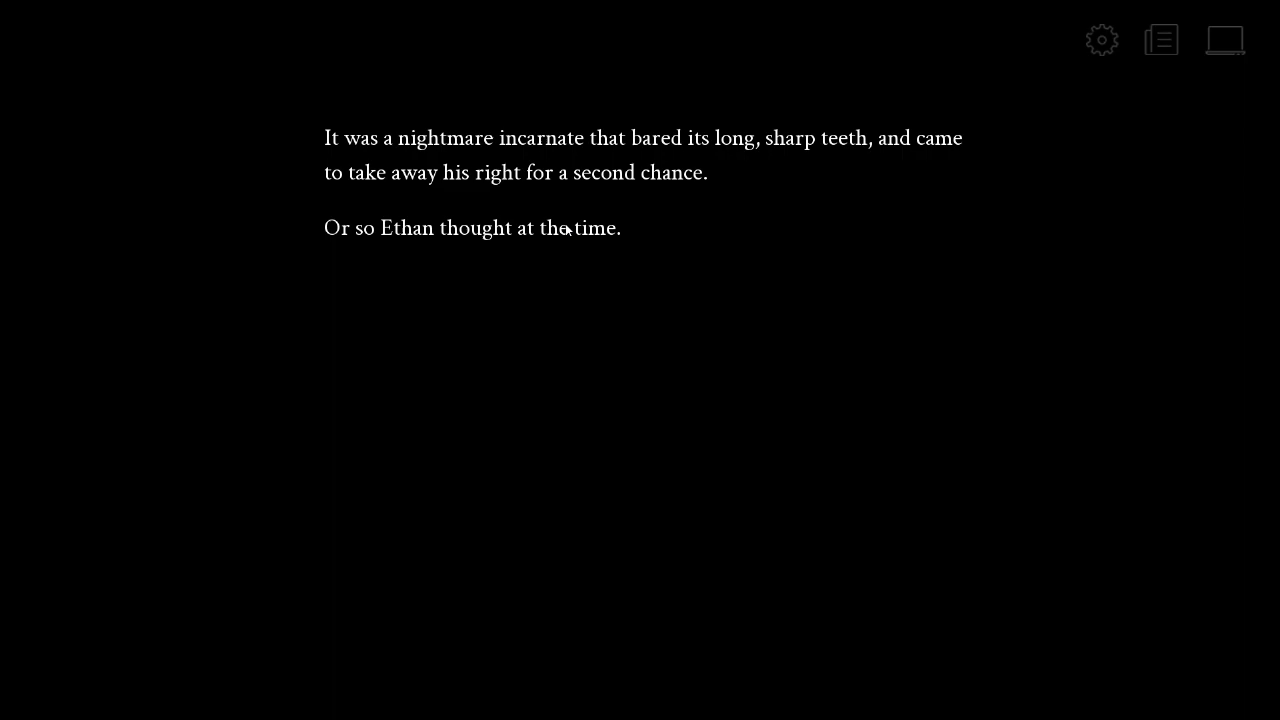 It was a nightmare incarnate that bared its long, sharp teeth, and came
to take away his right for a second chance.
Or so Ethan thought at the time.